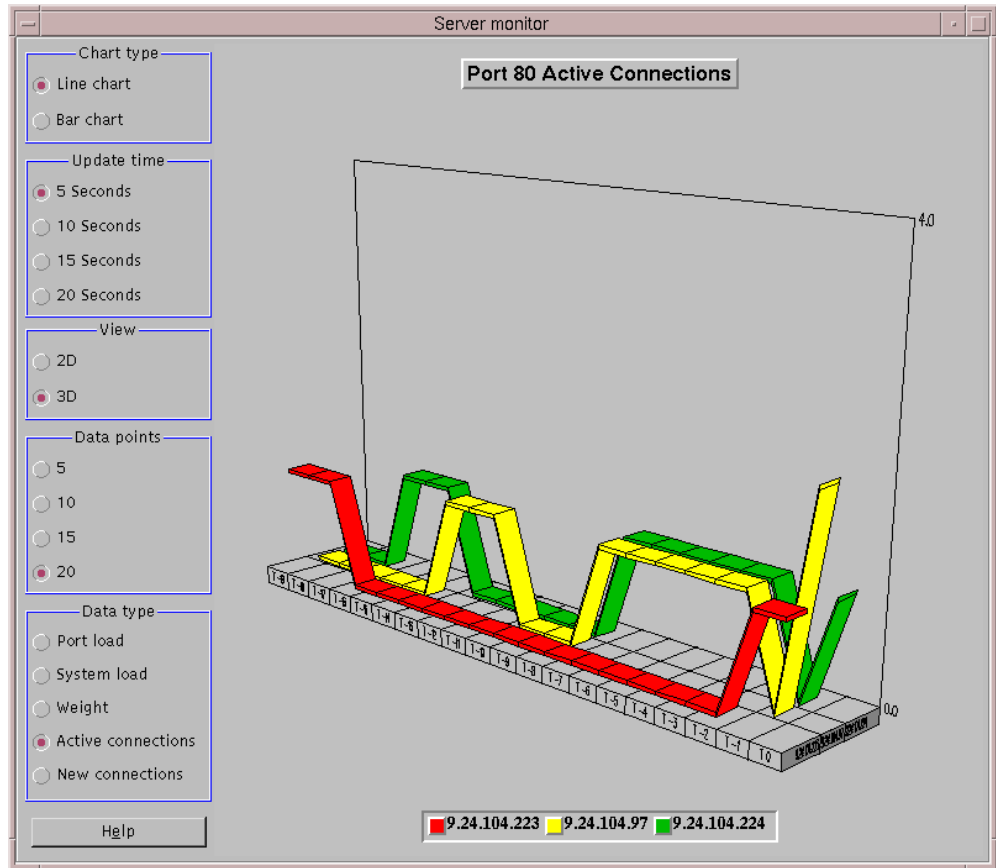 Server monitor
Chart type
Line chart
Bar chart
Update time
5 Seconds
10 Seconds
15 Seconds
20 Seconds
View
2D
3D
Data points
5
10
15
20
Data type
Port load
System load
Weight
Active connections
New connections
Help
Port 80 Active Connections
4.0
0.0
T-9
T-8
T-7
T-6
T-5
T-4
T-3
T-2
T-1
T0
9.24.104.223 9.24.104.97 9.24.104.224